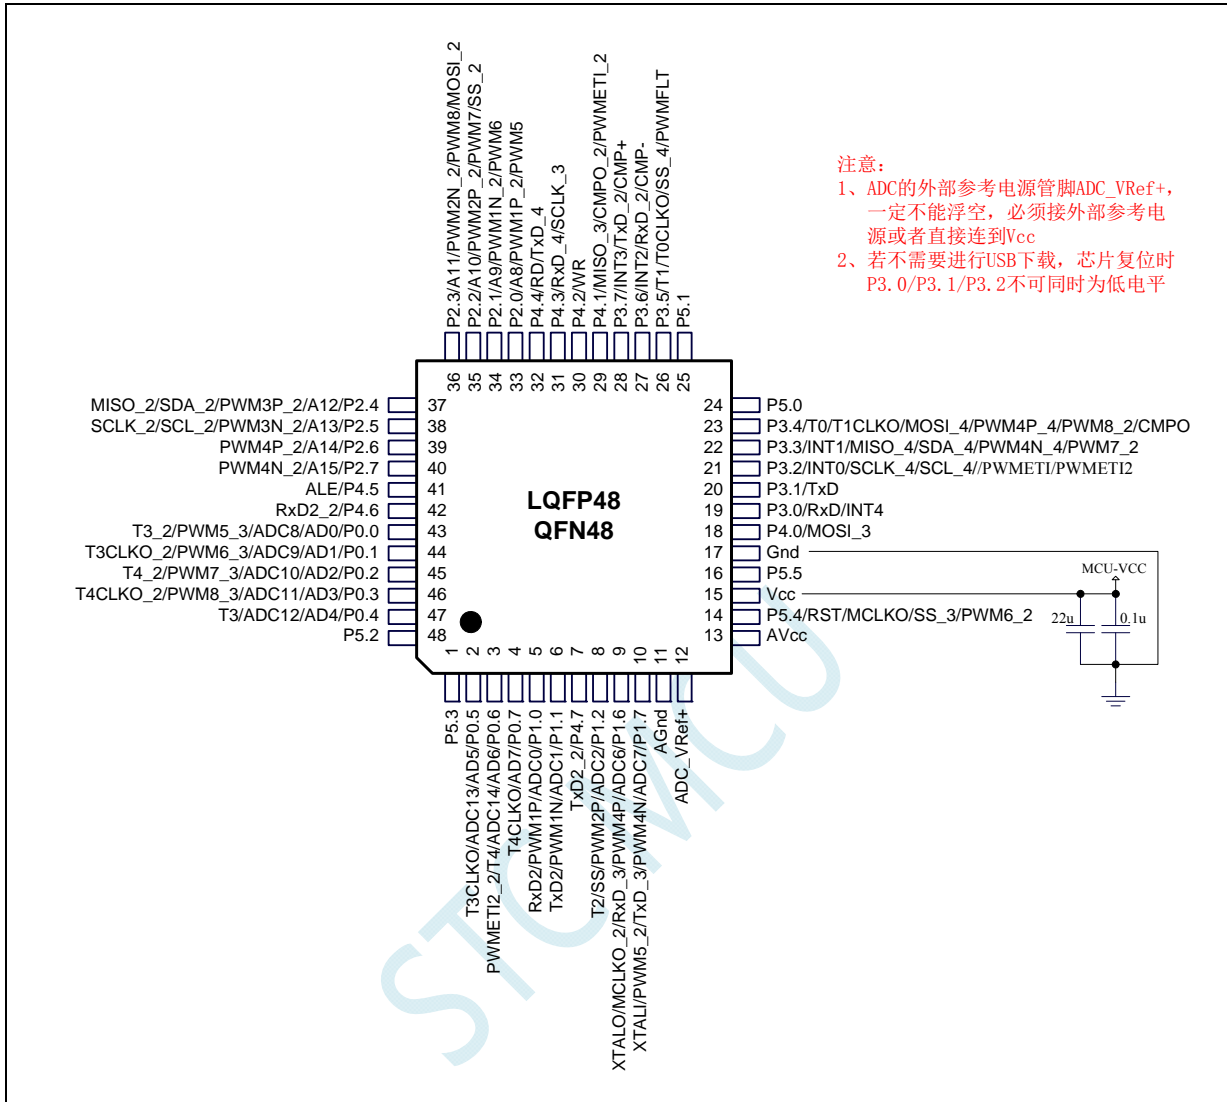 P2.3/A11/PWM2N_2/PWM8/MOSI_2
P2.2/A10/PWM2P_2/PWM7/SS_2
P2.1/A9/PWM1N_2/PWM6
P2.0/A8/PWM1P_2/PWM5
P4.4/RD/TxD_4
P4.3/RxD_4/SCLK_3
P4.2/WR
P4.1/MISO_3/CMPO_2/PWMETI_2
P3.7/INT3/TxD_2/CMP+
P3.6/INT2/RxD_2/CMP-
P3.5/T1/T0CLKO/SS_4/PWMFLT
P5.1
注意：
1、ADC的外部参考电源管脚ADC_VRef+，
一定不能浮空，必须接外部参考电
源或者直接连到Vcc
2、若不需要进行USB下载，芯片复位时
P3.0/P3.1/P3.2不可同时为低电平
36 35 34 33 32 31 30 29 28 27 26 25
MISO_2/SDA_2/PWM3P_2/A12/P2.4 37
SCLK_2/SCL_2/PWM3N_2/A13/P2.5 38
PWM4P_2/A14/P2.6 39
PWM4N_2/A15/P2.7 40
ALE/P4.5 41
RxD2_2/P4.6 42
T3_2/PWM5_3/ADC8/AD0/P0.0 43
T3CLKO_2/PWM6_3/ADC9/AD1/P0.1 44
T4_2/PWM7_3/ADC10/AD2/P0.2 45
T4CLKO_2/PWM8_3/ADC11/AD3/P0.3 46
T3/ADC12/AD4/P0.4 47
P5.2 48
LQFP48
QFN48
24 P5.0
23 P3.4/T0/T1CLKO/MOSI_4/PWM4P_4/PWM8_2/CMPO
22 P3.3/INT1/MISO_4/SDA_4/PWM4N_4/PWM7_2
21 P3.2/INT0/SCLK_4/SCL_4//PWMETI/PWMETI2
20 P3.1/TxD
19 P3.0/RxD/INT4
18 P4.0/MOSI_3
17 Gnd
16 P5.5
15 Vcc
14 P5.4/RST/MCLKO/SS_3/PWM6_2
13 AVcc
MCU-VCC
22u 0.1u
1 2 3 4 5 6 7 8 9 10 11 12
P5.3
T3CLKO/ADC13/AD5/P0.5
PWMETI2_2/T4/ADC14/AD6/P0.6
T4CLKO/AD7/P0.7
RxD2/PWM1P/ADC0/P1.0
TxD2/PWM1N/ADC1/P1.1
TxD2_2/P4.7
T2/SS/PWM2P/ADC2/P1.2
XTALO/MCLKO_2/RxD_3/PWM4P/ADC6/P1.6
XTALI/PWM5_2/TxD_3/PWM4N/ADC7/P1.7
AGnd
ADC_VRef+
STCMCU